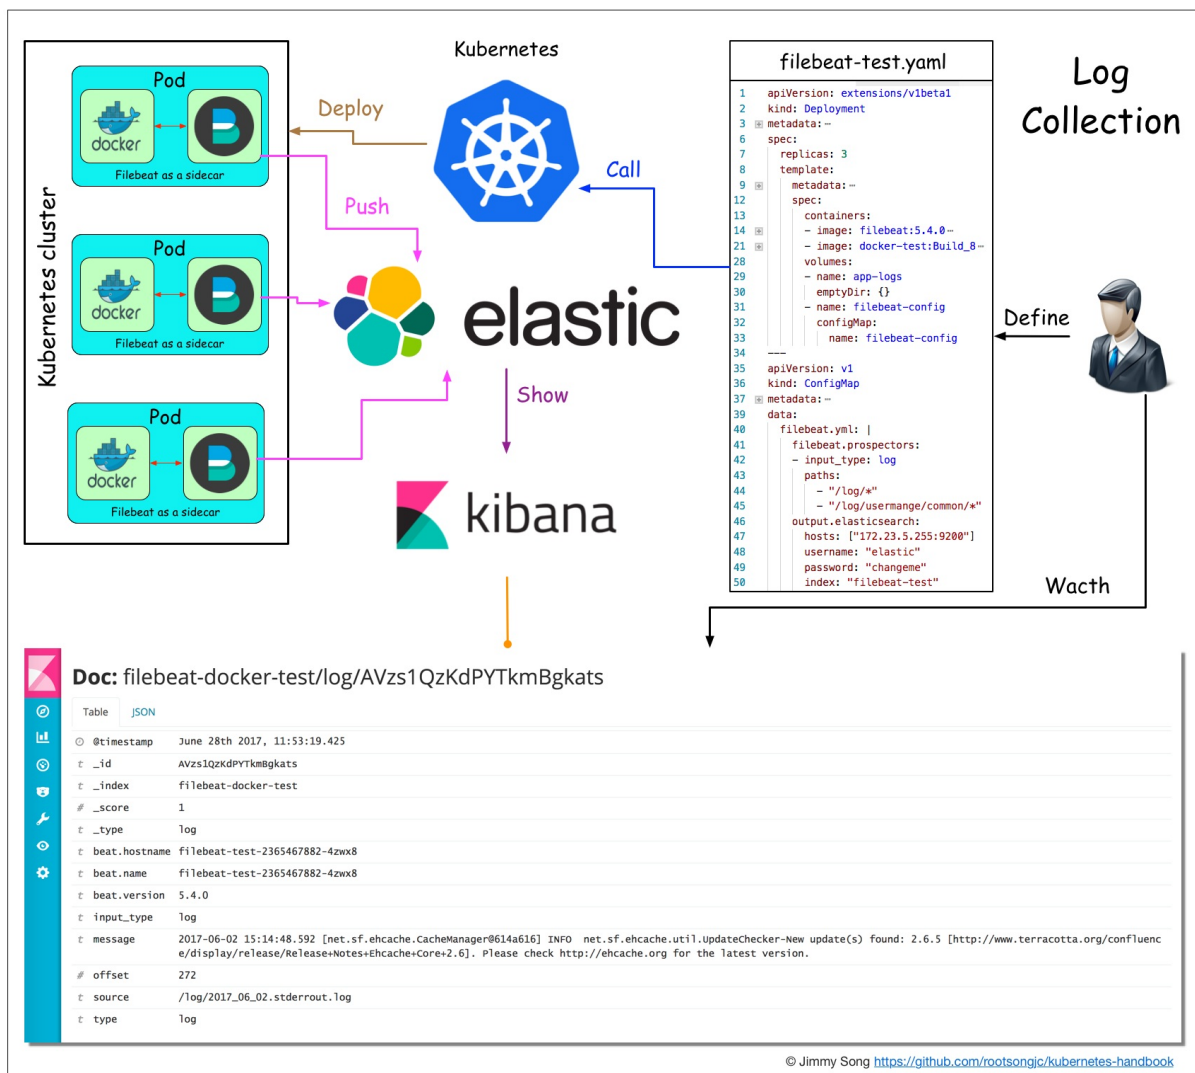 Kubernetes
Log
Collection
Kubernetes cluster
Pod
docker
Filebeat as a sidecar
Pod
docker
Filebeat as a sidecar
Pod
docker
Filebeat as a sidecar
Deploy
Push
Call
elastic
Show
kibana
filebeat-test.yaml
1 apiVersion: extensions/v1beta1
2 kind: Deployment
3 metadata:⋯
6 spec:
7 replicas: 3
8 template:
9 metadata:⋯
12 spec:
13 containers:
14 - image: filebeat:5.4.0⋯
21 - image: docker-test:Build_8⋯
28 volumes:
29 - name: app-logs
30 emptyDir: {}
31 - name: filebeat-config
32 configMap:
33 name: filebeat-config
34 ---
35 apiVersion: v1
36 kind: ConfigMap
37 metadata:⋯
39 data:
40 filebeat.yml: |
41 filebeat.prospectors:
42 - input_type: log
43 paths:
44 - "/log/*"
45 - "/log/usermange/common/*"
46 output.elasticsearch:
47 hosts: ["172.23.5.255:9200"]
48 username: "elastic"
49 password: "changeme"
50 index: "filebeat-test"
Define
Wacth
Doc: filebeat-docker-test/log/AVzs1QzKdPYTkmBgkats
Table JSON
@timestamp June 28th 2017, 11:53:19.425
t _id AVzs1QzKdPYTkmBgkats
t _index filebeat-docker-test
# _score 1
t _type log
t beat.hostname filebeat-test-2365467882-4zwx8
t beat.name filebeat-test-2365467882-4zwx8
t beat.version 5.4.0
t input_type log
t message 2017-06-02 15:14:48.592 [net.sf.ehcache.CacheManager@614a616] INFO net.sf.ehcache.util.UpdateChecker-New update(s) found: 2.6.5 [http://www.terracotta.org/confluenc
e/display/release/Release+Notes+Ehcache+Core+2.6]. Please check http://ehcache.org for the latest version.
# offset 272
t source /log/2017_06_02.stderrout.log
t type log
© Jimmy Song https://github.com/rootsongjc/kubernetes-handbook